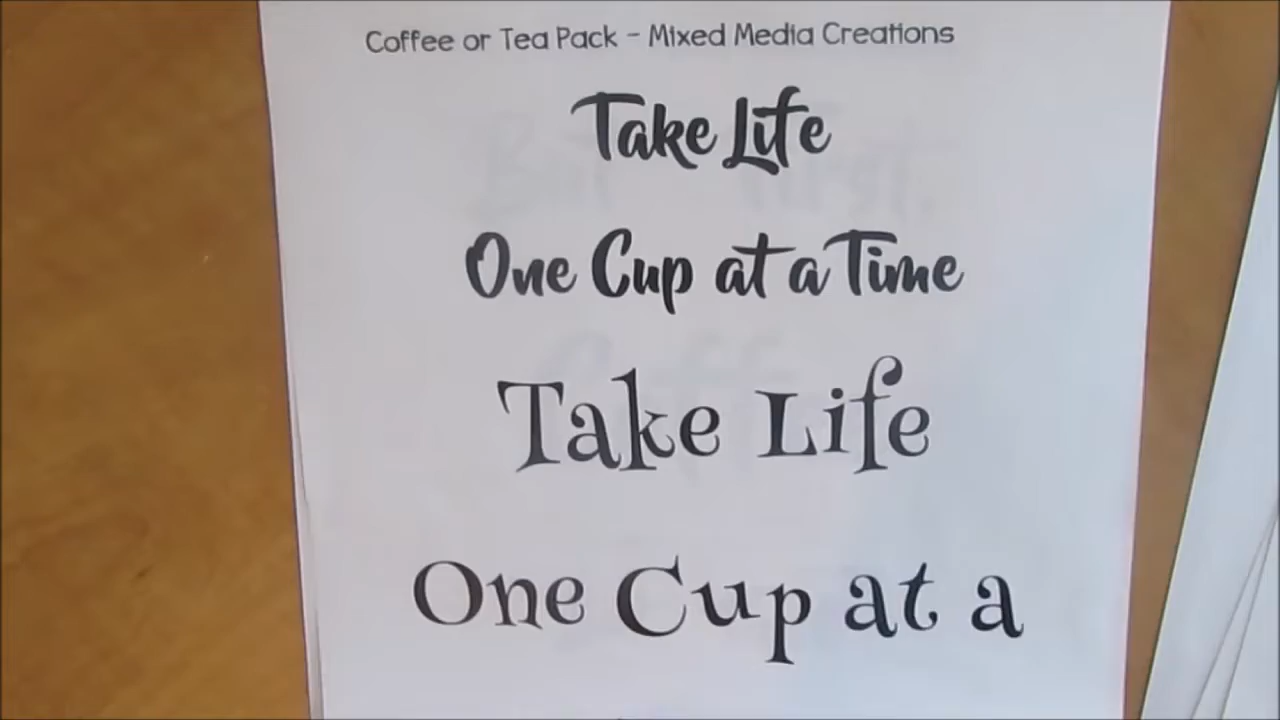 Coffee or Tea Pack - Mixed Media Creations
Take Life
One Cup at a Time
Take Life
One Cup at a